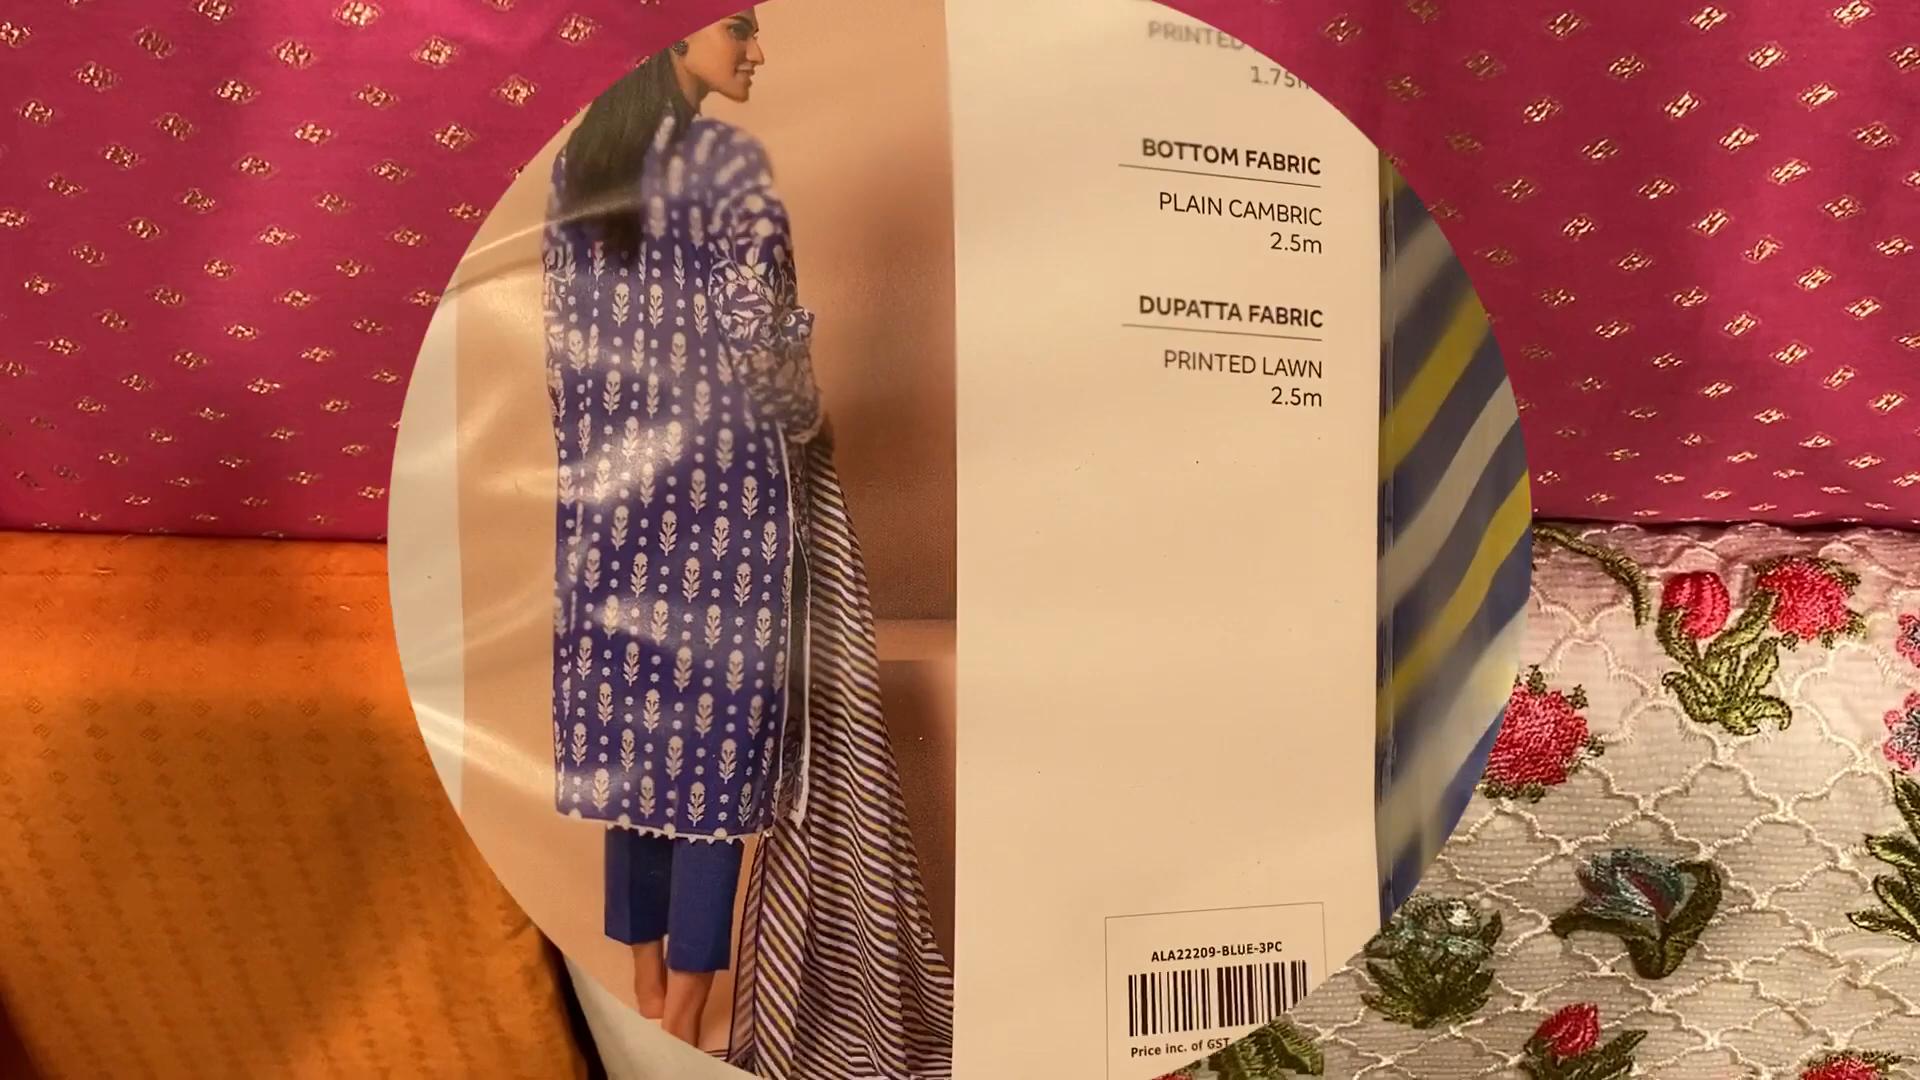 PRINTED
1.75m
BOTTOM FABRIC
PLAIN CAMBRIC
2.5m
DUPATTA FABRIC
PRINTED LAWN
2.5m
ALA22209-BLUE-3PC
Price inc. of GST